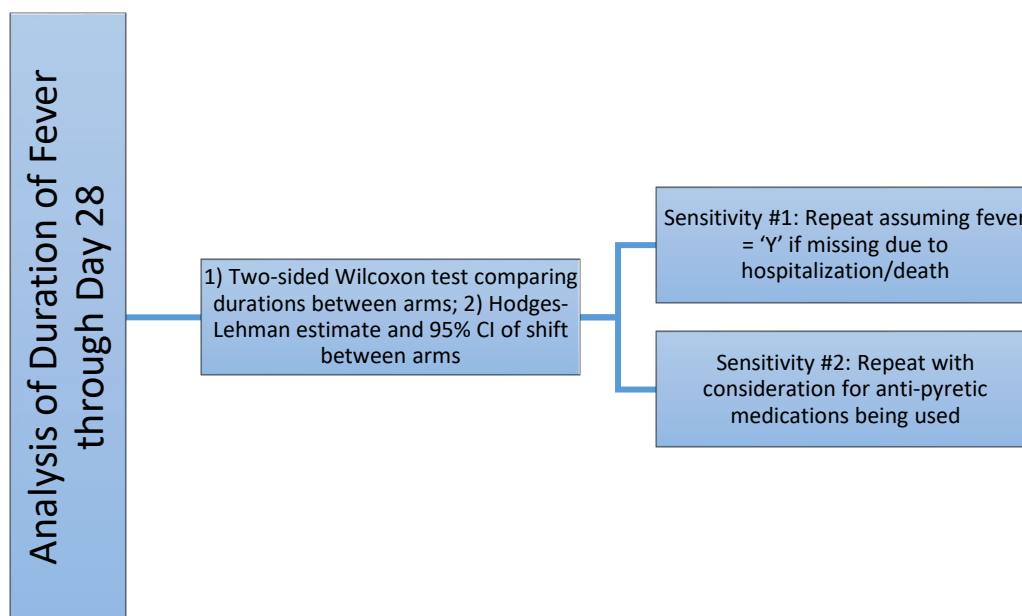 Analysis of Duration of Fever
through Day 28
1) Two-sided Wilcoxon test comparing
durations between arms; 2) Hodges-
Lehman estimate and 95% CI of shift
between arms
Sensitivity #1: Repeat assuming fever
= ‘Y’ if missing due to
hospitalization/death
Sensitivity #2: Repeat with
consideration for anti-pyretic
medications being used